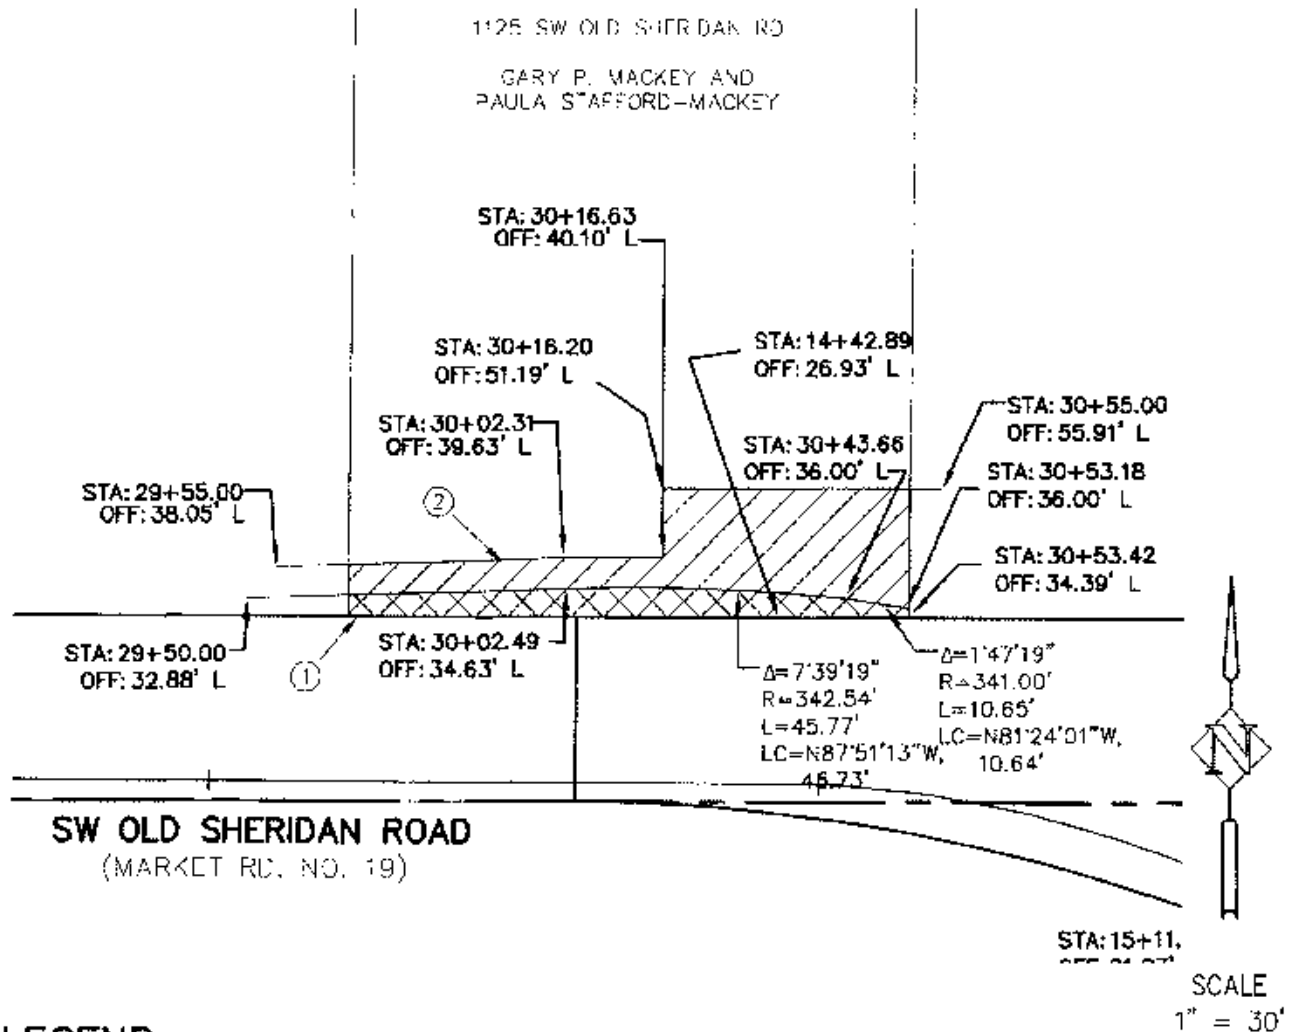 1125 SW OLD SHERIDAN RD
GARY P. MACKEY AND
PAULA STAFFORD-MACKEY
STA: 30+16.63
OFF: 40.10' L
STA: 30+16.20
OFF: 51.19' L
STA: 14+42.89
OFF: 26.93' L
STA: 30+02.31
OFF: 39.63' L
STA: 30+55.00
OFF: 55.91' L
STA: 30+43.66
OFF: 36.00' L
STA: 30+53.18
OFF: 36.00' L
STA: 29+55.00
OFF: 38.05' L
2
STA: 30+53.42
OFF: 34.39' L
STA: 29+50.00
OFF: 32.88' L
1
STA: 30+02.49
OFF: 34.63' L
Δ=7°39'19"
R=342.54'
L=45.77'
LC=N87°51'13"W,
45.73'
Δ=1°47'19"
R=341.00'
L=10.65'
LC=N81°24'01"W,
10.64'
N
SW OLD SHERIDAN ROAD
(MARKET RD. NO. 19)
STA: 15+11.
SCALE
1" = 30'
LEGEND